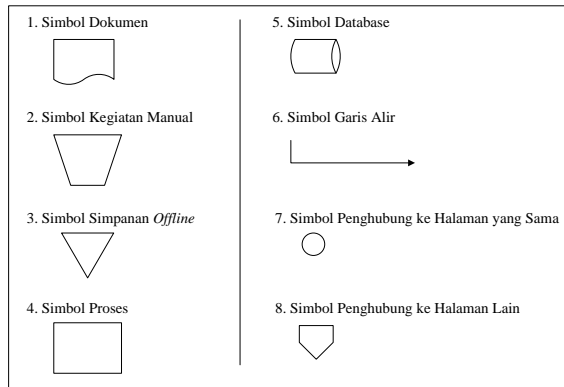 1. Simbol Dokumen
2. Simbol Kegiatan Manual
3. Simbol Simpanan Offline
4. Simbol Proses
5. Simbol Database
6. Simbol Garis Alir
7. Simbol Penghubung ke Halaman yang Sama
8. Simbol Penghubung ke Halaman Lain